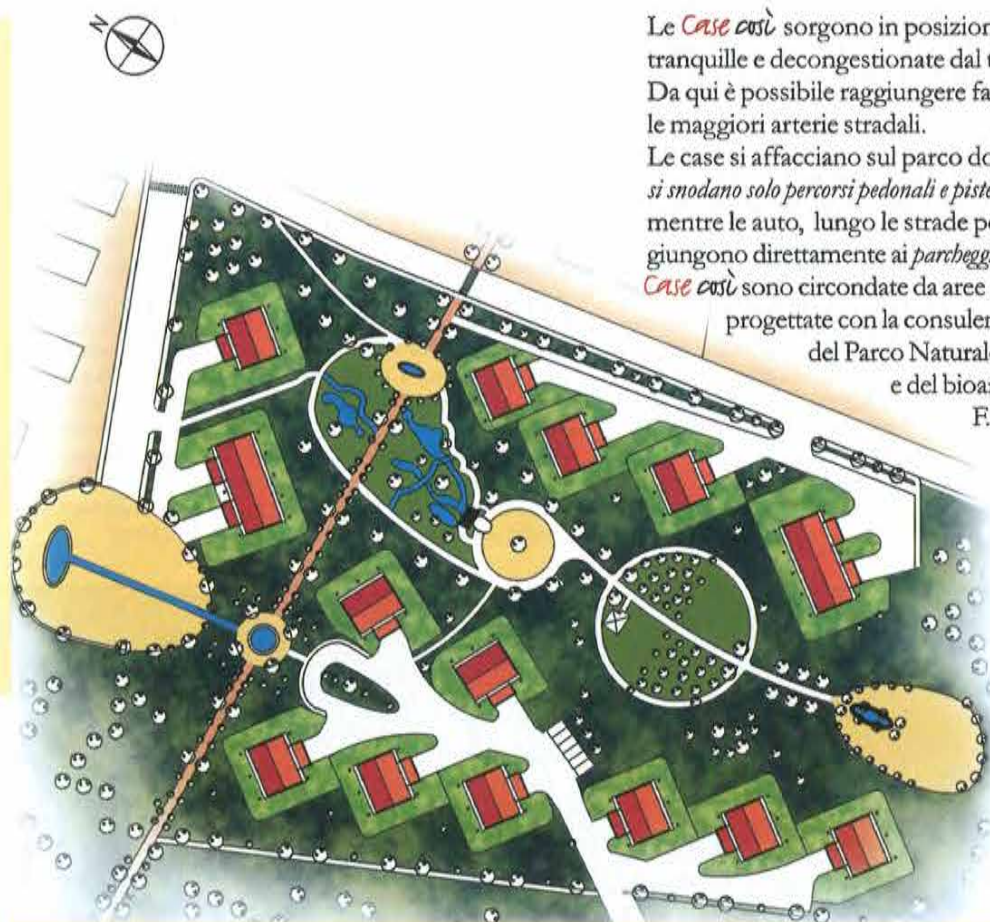 N
Le Case così sorgono in posizion
tranquille e decongestionate dal t
Da qui è possibile raggiungere fa
le maggiori arterie stradali.
Le case si affacciano sul parco do
si snodano solo percorsi pedonali e piste
mentre le auto, lungo le strade pe
giungono direttamente ai parchegg
Case così sono circondate da aree
progettate con la consulen
del Parco Natural
e del bioa
F.